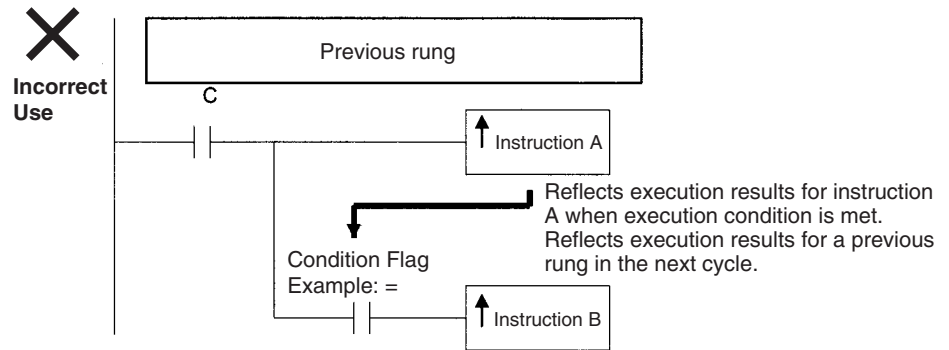 Previous rung
Incorrect
Use
C
Instruction A
Reflects execution results for instruction
A when execution condition is met.
Reflects execution results for a previous
rung in the next cycle.
Condition Flag
Example: =
Instruction B